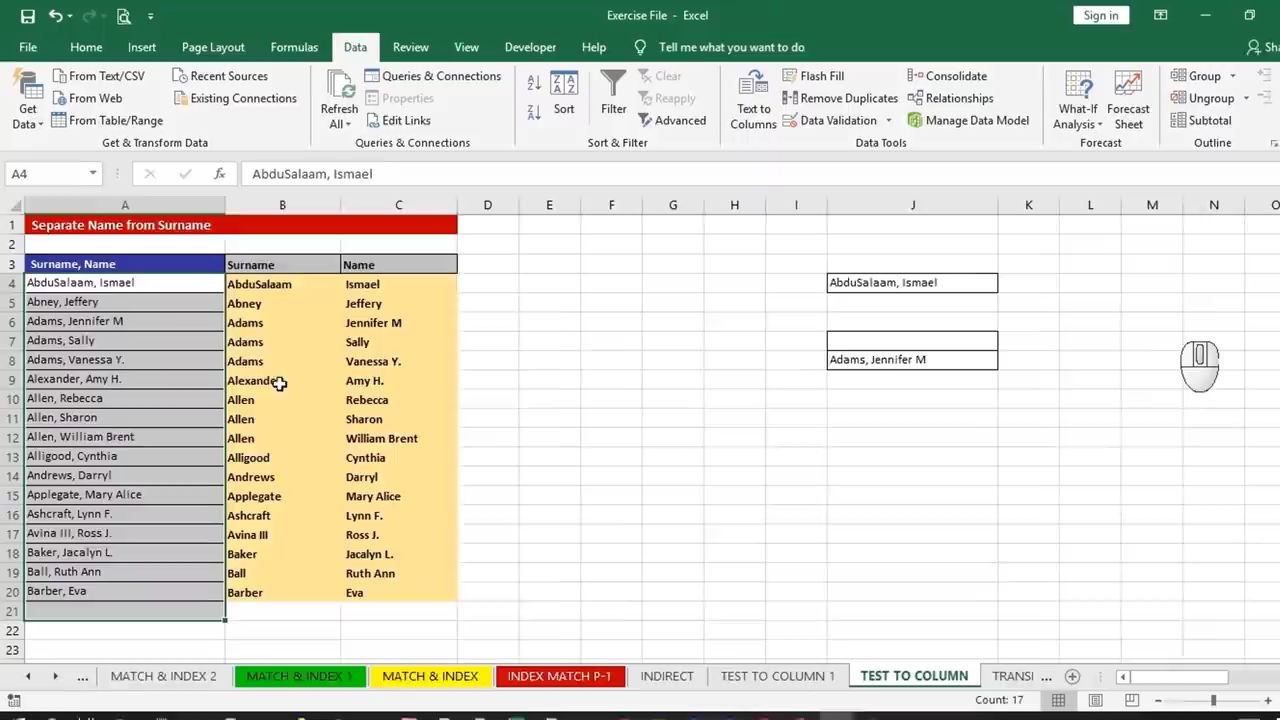 Exercise File - Excel
Sign in
File Home Insert Page Layout Formulas Data Review View Developer Help Tell me what you want to do
Get Data
From Text/CSV
From Web
From Table/Range
Recent Sources
Existing Connections
Get & Transform Data
Refresh All
Queries & Connections
Properties
Edit Links
Queries & Connections
Sort
Filter
Clear
Reapply
Advanced
Sort & Filter
Text to Columns
Flash Fill
Remove Duplicates
Data Validation
Consolidate
Relationships
Manage Data Model
Data Tools
What-If Analysis
Forecast Sheet
Forecast
Group
Ungroup
Subtotal
Outline
A4 fx AbduSalaam, Ismael
A B C D E F G H I J K L M N
1 Separate Name from Surname
2
3 Surname, Name Surname Name
4 AbduSalaam, Ismael AbduSalaam Ismael AbduSalaam, Ismael
5 Abney, Jeffery Abney Jeffery
6 Adams, Jennifer M Adams Jennifer M
7 Adams, Sally Adams Sally
8 Adams, Vanessa Y. Adams Vanessa Y. Adams, Jennifer M
9 Alexander, Amy H. Alexander Amy H.
10 Allen, Rebecca Allen Rebecca
11 Allen, Sharon Allen Sharon
12 Allen, William Brent Allen William Brent
13 Alligood, Cynthia Alligood Cynthia
14 Andrews, Darryl Andrews Darryl
15 Applegate, Mary Alice Applegate Mary Alice
16 Ashcraft, Lynn F. Ashcraft Lynn F.
17 Avina III, Ross J. Avina III Ross J.
18 Baker, Jacalyn L. Baker Jacalyn L.
19 Ball, Ruth Ann Ball Ruth Ann
20 Barber, Eva Barber Eva
21
22
23
... MATCH & INDEX 2 MATCH & INDEX 1 MATCH & INDEX INDEX MATCH P-1 INDIRECT TEST TO COLUMN 1 TEST TO COLUMN TRANSI ...
Count: 17